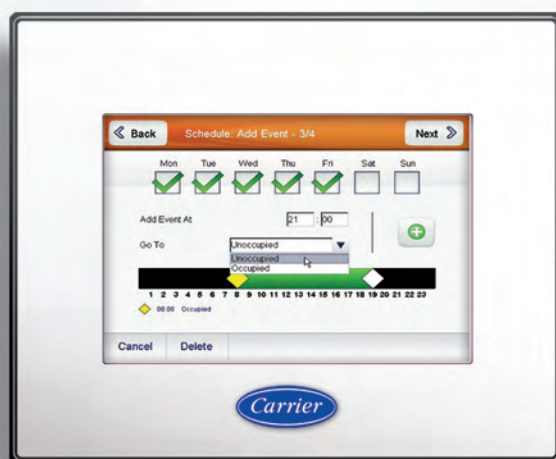 Back Schedule: Add Event - 3/4 Next
Mon Tue Wed Thu Fri Sat Sun
Add Event At 21 : 00
Go To Unoccupied
Unoccupied
Occupied
1 2 3 4 5 6 7 8 9 10 11 12 13 14 15 16 17 18 19 20 21 22 23
08:00 Occupied
Cancel Delete
Carrier